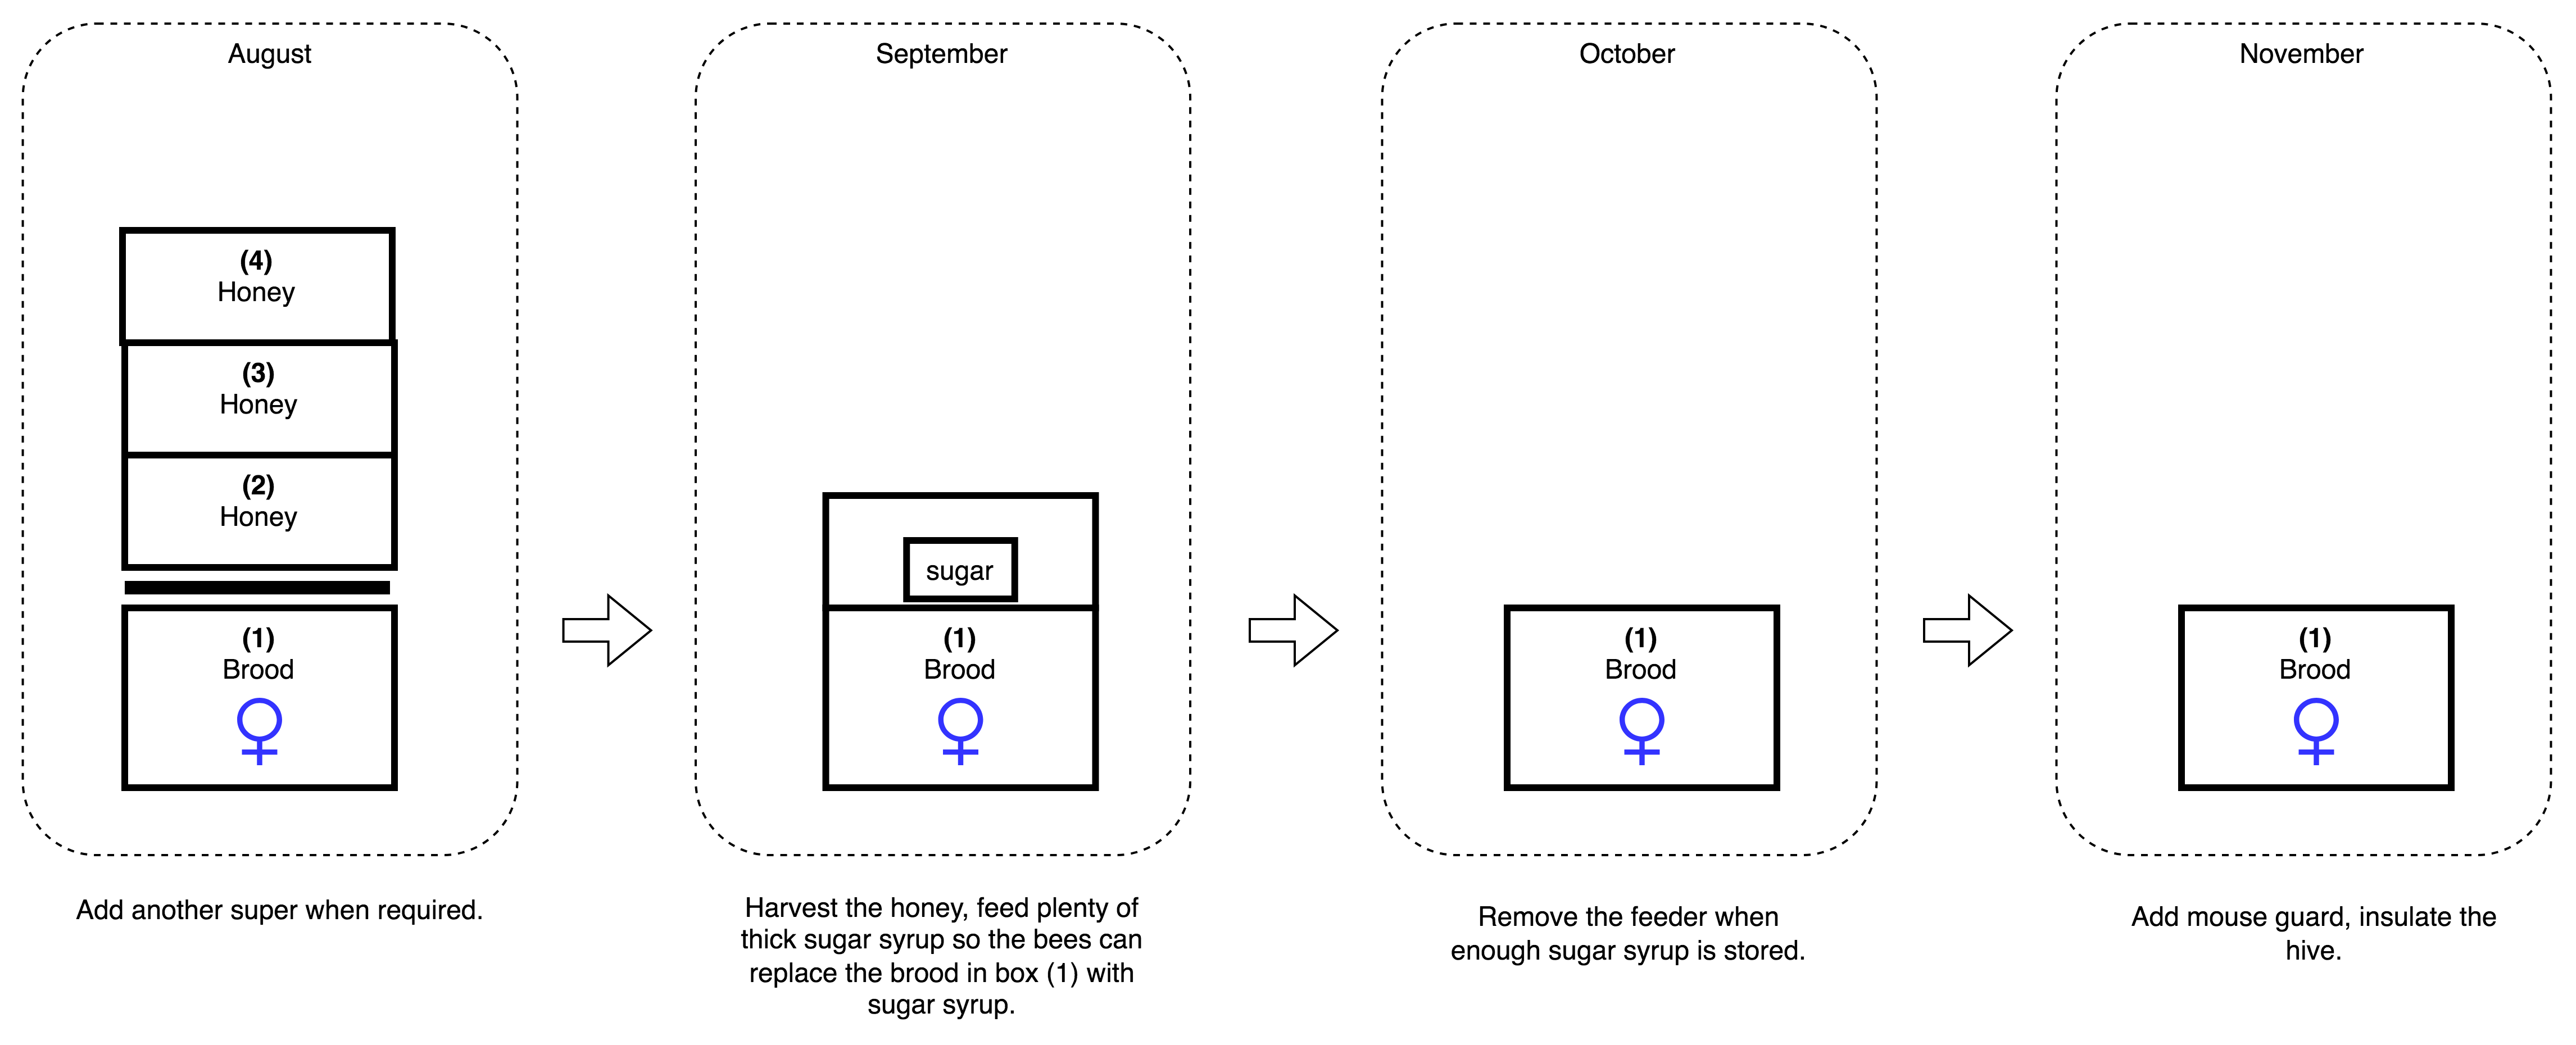 August
(4)
Honey
(3)
Honey
(2)
Honey
(1)
Brood
Add another super when required.
September
sugar
(1)
Brood
Harvest the honey, feed plenty of
thick sugar syrup so the bees can
replace the brood in box (1) with
sugar syrup.
October
(1)
Brood
Remove the feeder when
enough sugar syrup is stored.
November
(1)
Brood
Add mouse guard, insulate the
hive.